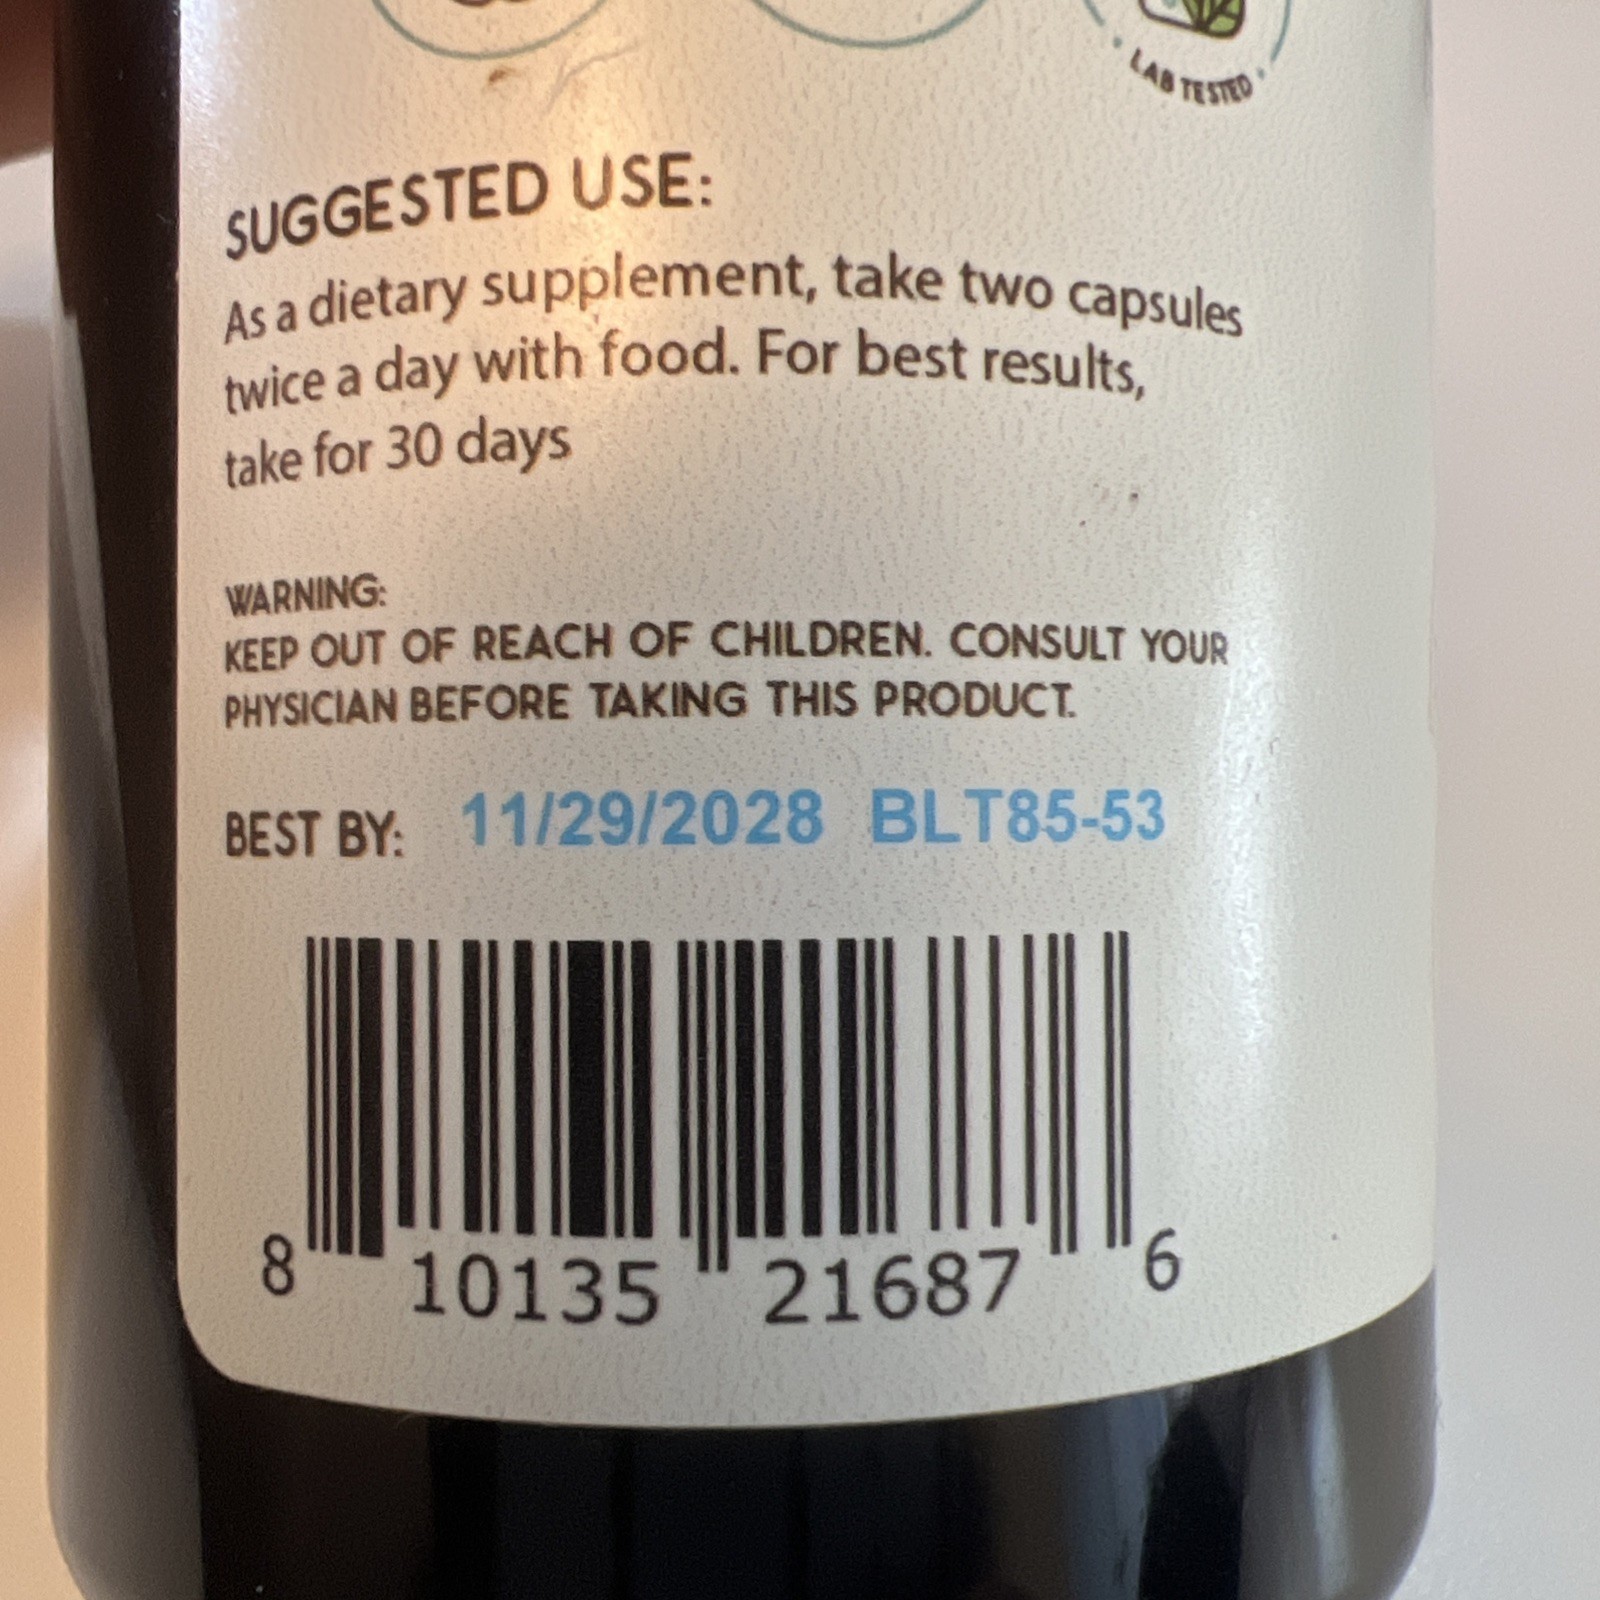 LAB TESTED
SUGGESTED USE:
As a dietary supplement, take two capsules
twice a day with food. For best results,
take for 30 days
WARNING:
KEEP OUT OF REACH OF CHILDREN. CONSULT YOUR
PHYSICIAN BEFORE TAKING THIS PRODUCT.
BEST BY: 11/29/2028 BLT85-53
8 10135 21687 6